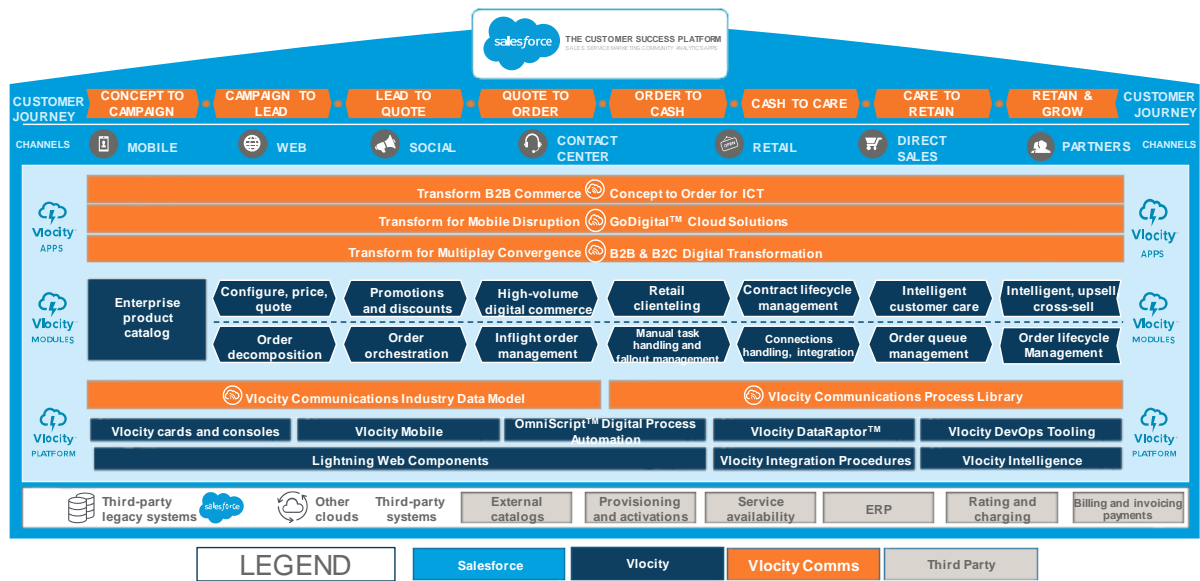 salesforce
THE CUSTOMER SUCCESS PLATFORM
SALES SERVICE MARKETING COMMUNITY ANALYTICS APPS
CUSTOMER
JOURNEY
CONCEPT TO
CAMPAIGN
CAMPAIGN TO
LEAD
LEAD TO
QUOTE
QUOTE TO
ORDER
ORDER TO
CASH
CASH TO CARE
CARE TO
RETAIN
RETAIN &
GROW
CUSTOMER
JOURNEY
CHANNELS
MOBILE
WEB
SOCIAL
CONTACT
CENTER
OPEN
RETAIL
DIRECT
SALES
PARTNERS
CHANNELS
Vlocity
APPS
Transform B2B Commerce Concept to Order for ICT
Transform for Mobile Disruption GoDigital™ Cloud Solutions
Transform for Multiplay Convergence B2B & B2C Digital Transformation
Vlocity
APPS
Vlocity
MODULES
Enterprise
product
catalog
Configure, price,
quote
Promotions
and discounts
High-volume
digital commerce
Retail
clienteling
Contract lifecycle
management
Intelligent
customer care
Intelligent, upsell
cross-sell
Order
decomposition
Order
orchestration
Inflight order
management
Manual task
handling and
fallout management
Connections
handling, integration
Order queue
management
Order lifecycle
Management
Vlocity
MODULES
Vlocity
PLATFORM
Vlocity Communications Industry Data Model
Vlocity Communications Process Library
Vlocity cards and consoles
Vlocity Mobile
OmniScript™ Digital Process
Automation
Vlocity DataRaptor™
Vlocity DevOps Tooling
Lightning Web Components
Vlocity Integration Procedures
Vlocity Intelligence
Vlocity
PLATFORM
Third-party
legacy systems
salesforce
Other
clouds
Third-party
systems
External
catalogs
Provisioning
and activations
Service
availability
ERP
Rating and
charging
Billing and invoicing
payments
LEGEND
Salesforce
Vlocity
Vlocity Comms
Third Party